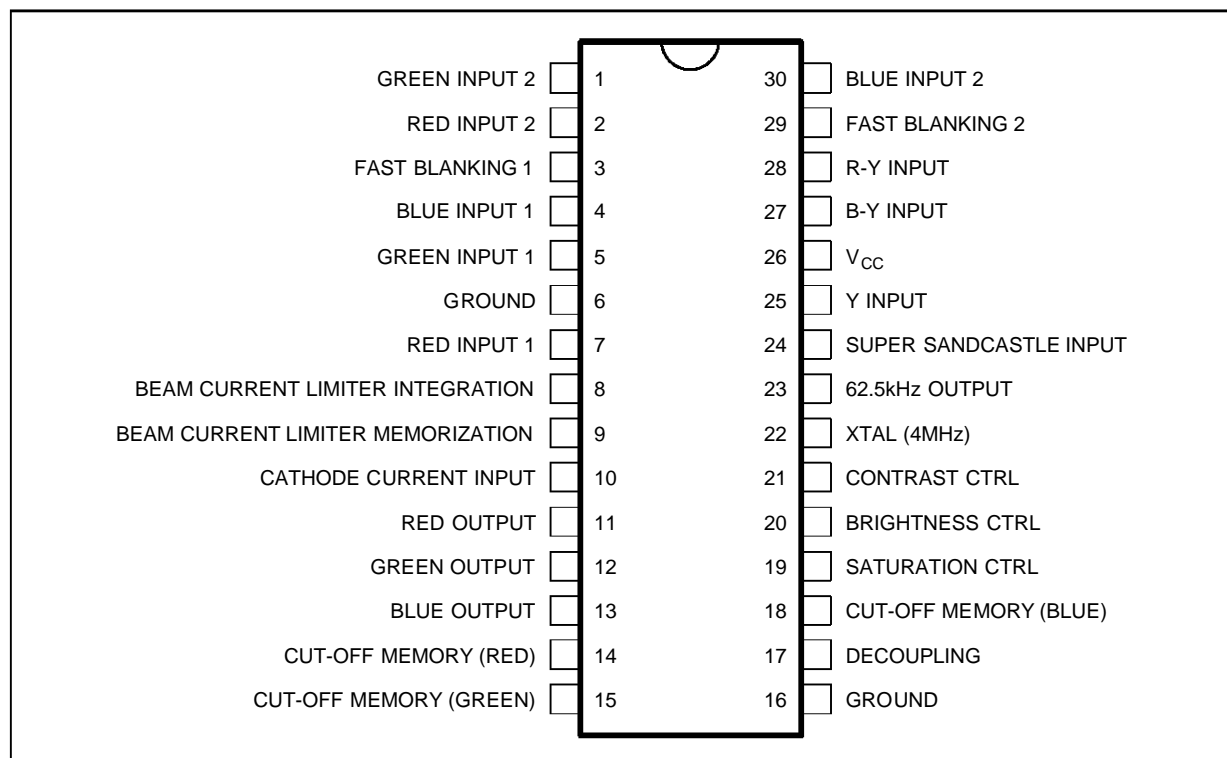 GREEN INPUT 2 1 30 BLUE INPUT 2
RED INPUT 2 2 29 FAST BLANKING 2
FAST BLANKING 1 3 28 R-Y INPUT
BLUE INPUT 1 4 27 B-Y INPUT
GREEN INPUT 1 5 26 VCC
GROUND 6 25 Y INPUT
RED INPUT 1 7 24 SUPER SANDCASTLE INPUT
BEAM CURRENT LIMITER INTEGRATION 8 23 62.5kHz OUTPUT
BEAM CURRENT LIMITER MEMORIZATION 9 22 XTAL (4MHz)
CATHODE CURRENT INPUT 10 21 CONTRAST CTRL
RED OUTPUT 11 20 BRIGHTNESS CTRL
GREEN OUTPUT 12 19 SATURATION CTRL
BLUE OUTPUT 13 18 CUT-OFF MEMORY (BLUE)
CUT-OFF MEMORY (RED) 14 17 DECOUPLING
CUT-OFF MEMORY (GREEN) 15 16 GROUND